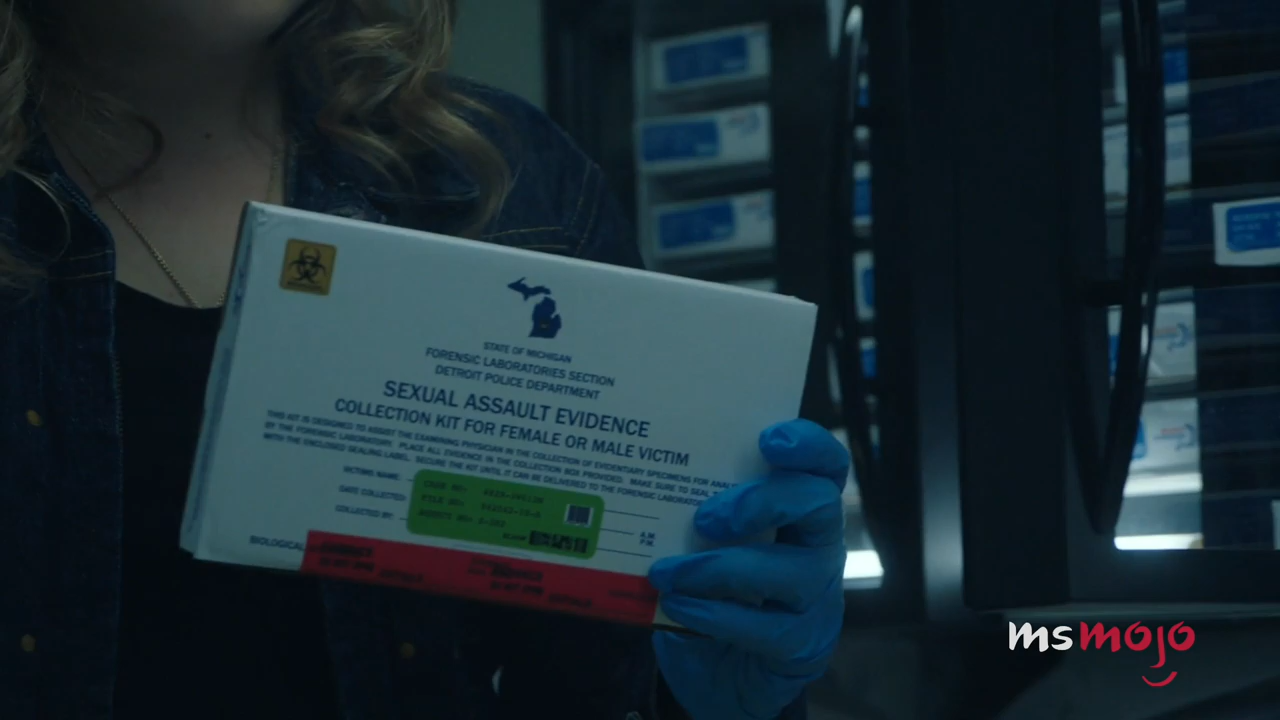 STATE OF MICHIGAN
FORENSIC LABORATORIES SECTION
DETROIT POLICE DEPARTMENT
SEXUAL ASSAULT EVIDENCE
COLLECTION KIT FOR FEMALE OR MALE VICTIM
THIS KIT IS DESIGNED TO ASSIST THE EXAMINING PHYSICIAN IN THE COLLECTION OF EVIDENTIARY SPECIMENS FOR
BY THE FORENSIC LABORATORY. PLACE ALL EVIDENCE IN THE COLLECTION BOX PROVIDED. MAKE SURE TO SEAL
WITH THE ENCLOSED SEALING LABEL. SECURE THE KIT UNTIL IT CAN BE DELIVERED TO THE FORENSIC
VICTIMS NAME:
DATE COLLECTED:
COLLECTED BY:
CASE NO:
FILE NO:
A.M.
P.M.
BIOLOGICAL
msmojo